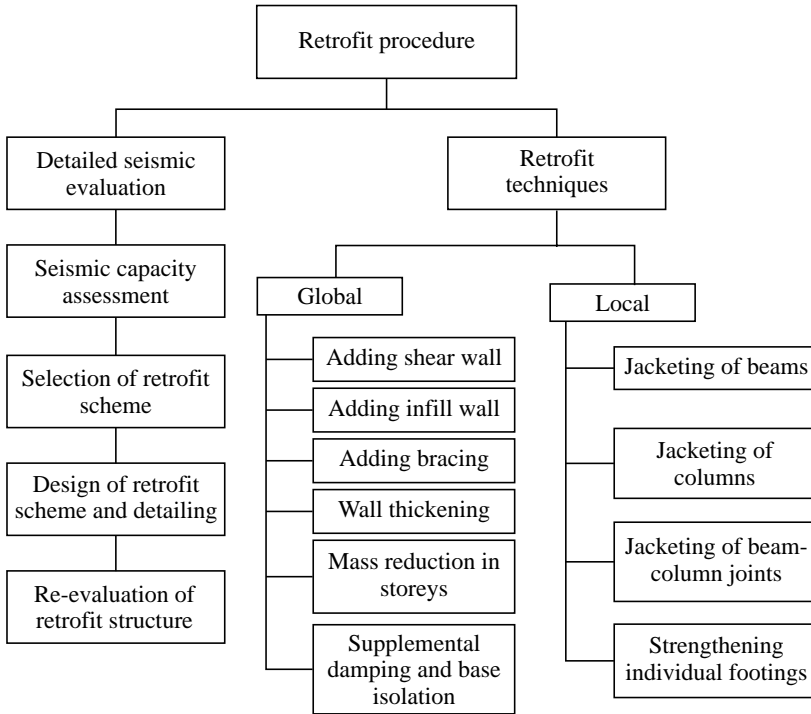 Retrofit procedure
Detailed seismic
evaluation
Seismic capacity
assessment
Selection of retrofit
scheme
Design of retrofit
scheme and detailing
Re-evaluation of
retrofit structure
Retrofit
techniques
Global
Adding shear wall
Adding infill wall
Adding bracing
Wall thickening
Mass reduction in
storeys
Supplemental
damping and base
isolation
Local
Jacketing of beams
Jacketing of
columns
Jacketing of beam-
column joints
Strengthening
individual footings